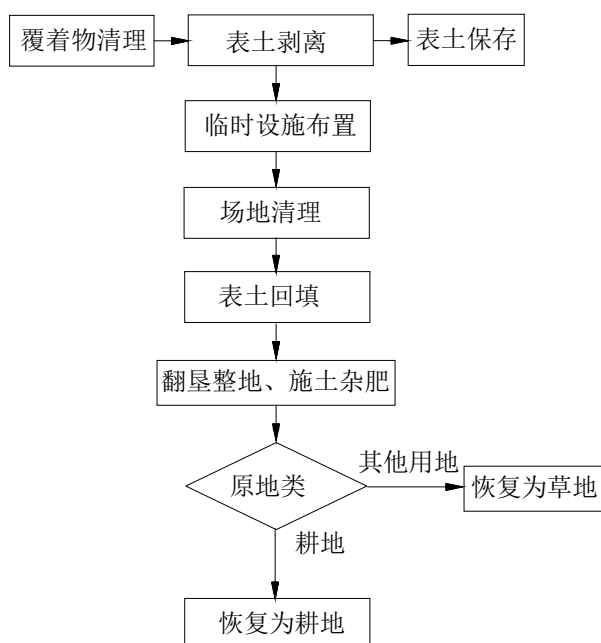 覆着物清理
表土剥离
表土保存
临时设施布置
场地清理
表土回填
翻垦整地、施土杂肥
其他用地
原地类
恢复为草地
耕地
恢复为耕地